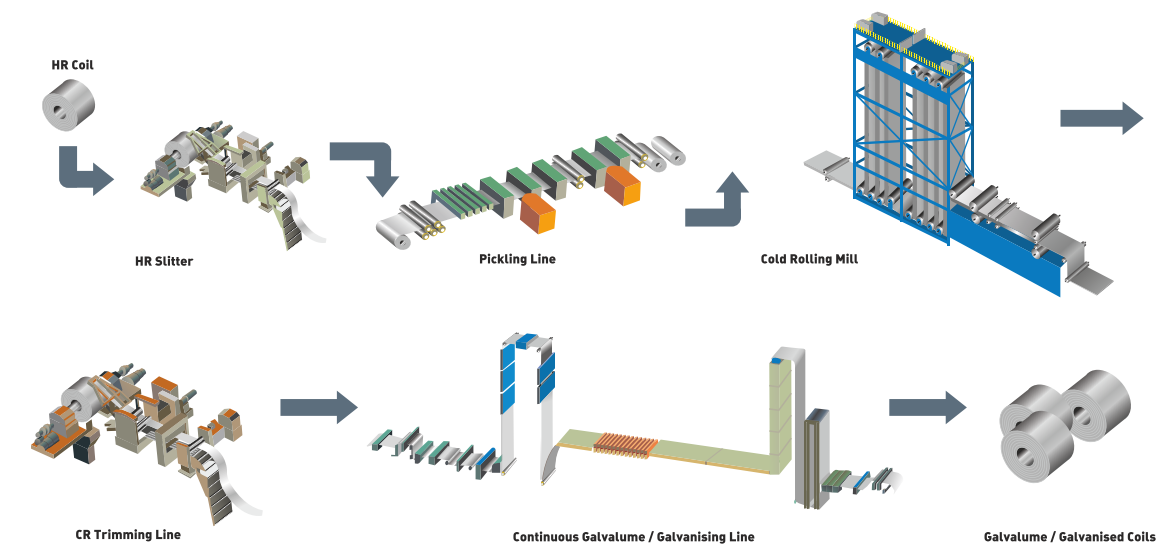 HR Coil
HR Slitter
Pickling Line
Cold Rolling Mill
CR Trimming Line
Continuous Galvalume / Galvanising Line
Galvalume / Galvanised Coils